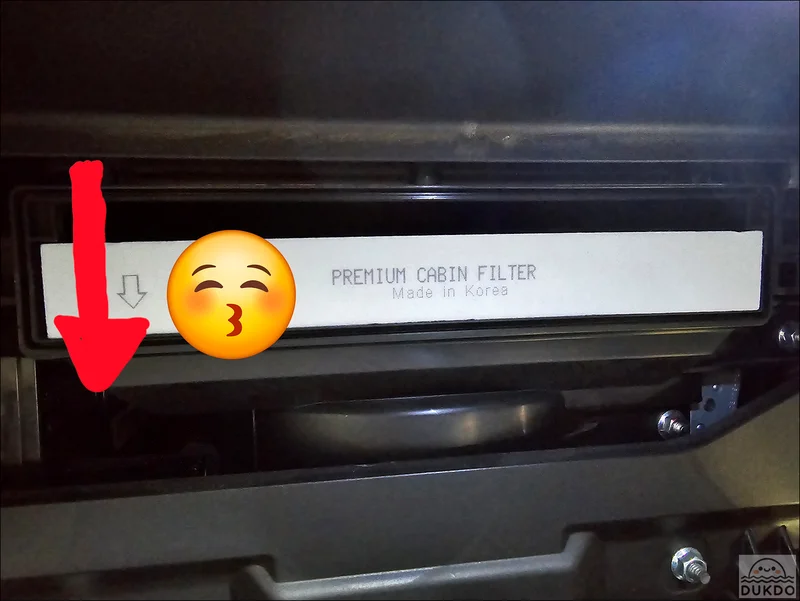 PREMIUM CABIN FILTER
Made in Korea
DUKDO